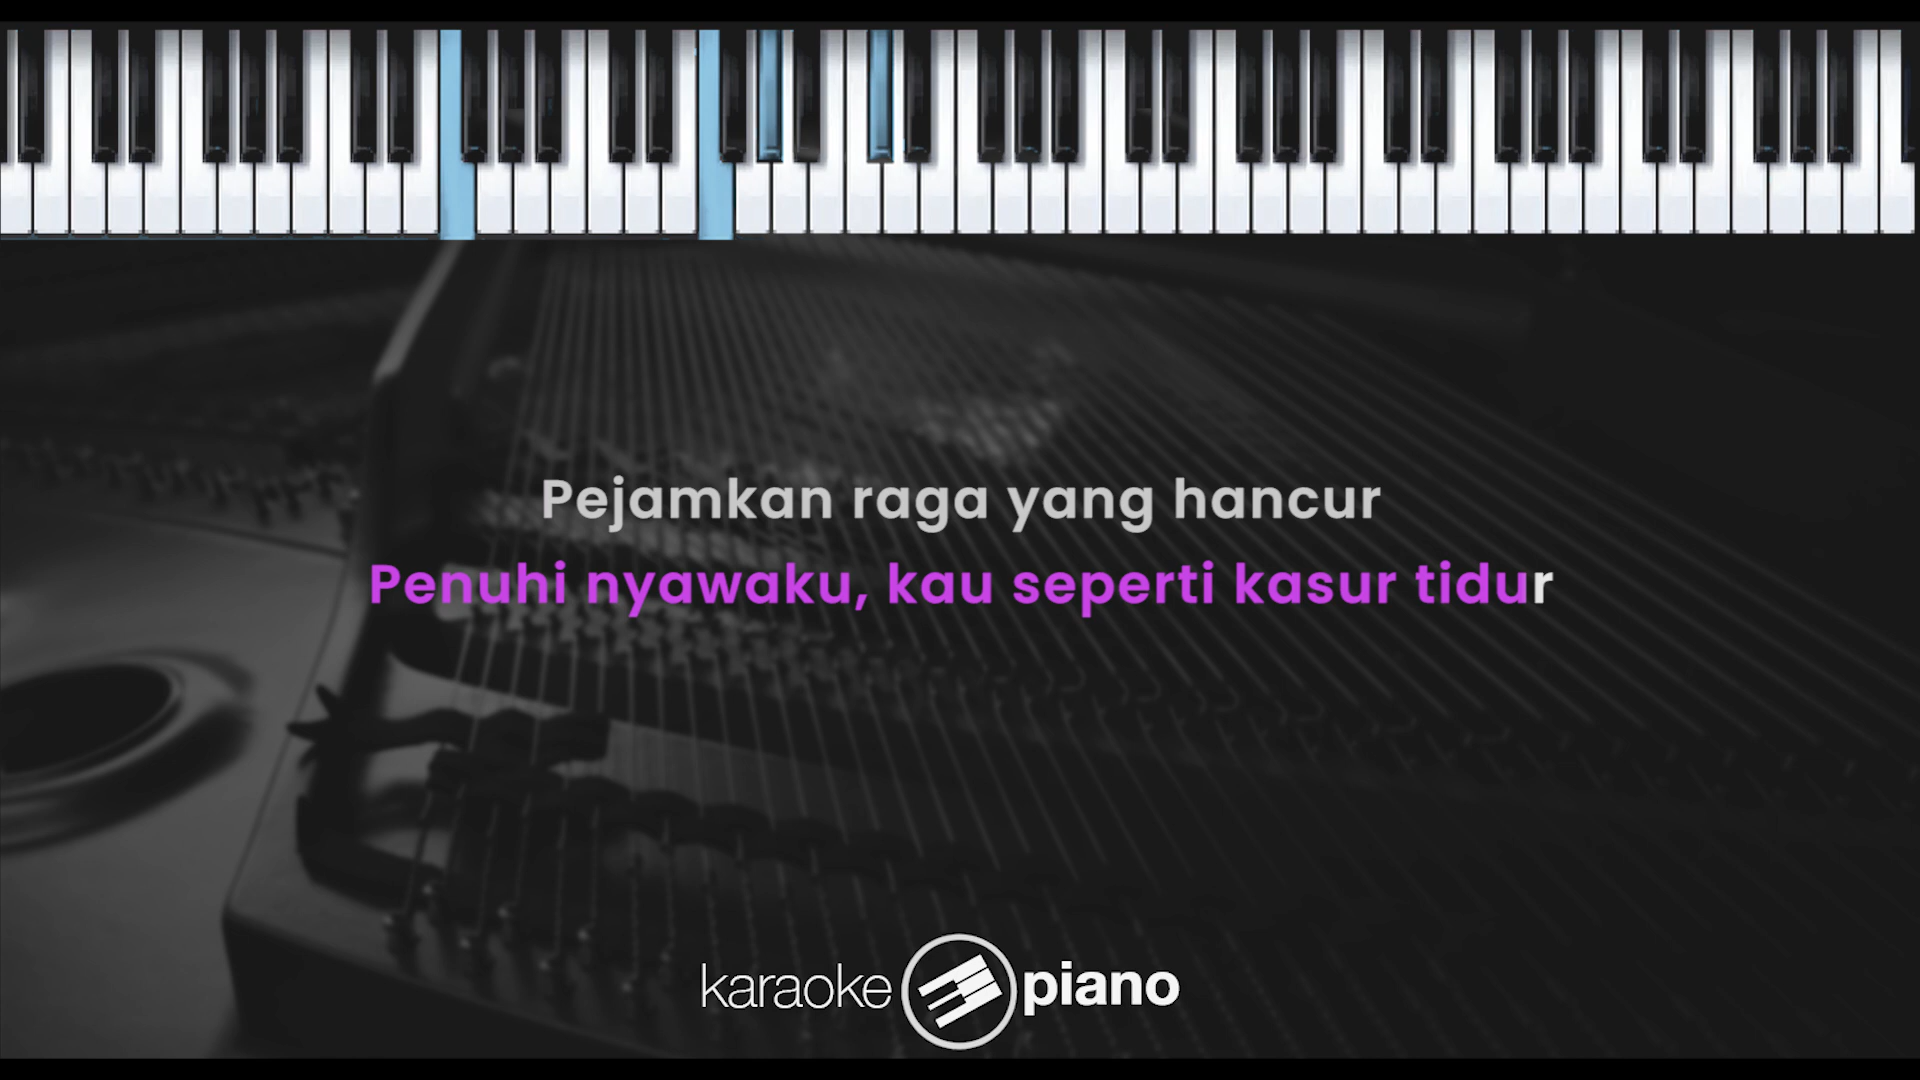 Pejamkan raga yang hancur
Penuhi nyawaku, kau seperti kasur tidur
karaoke piano